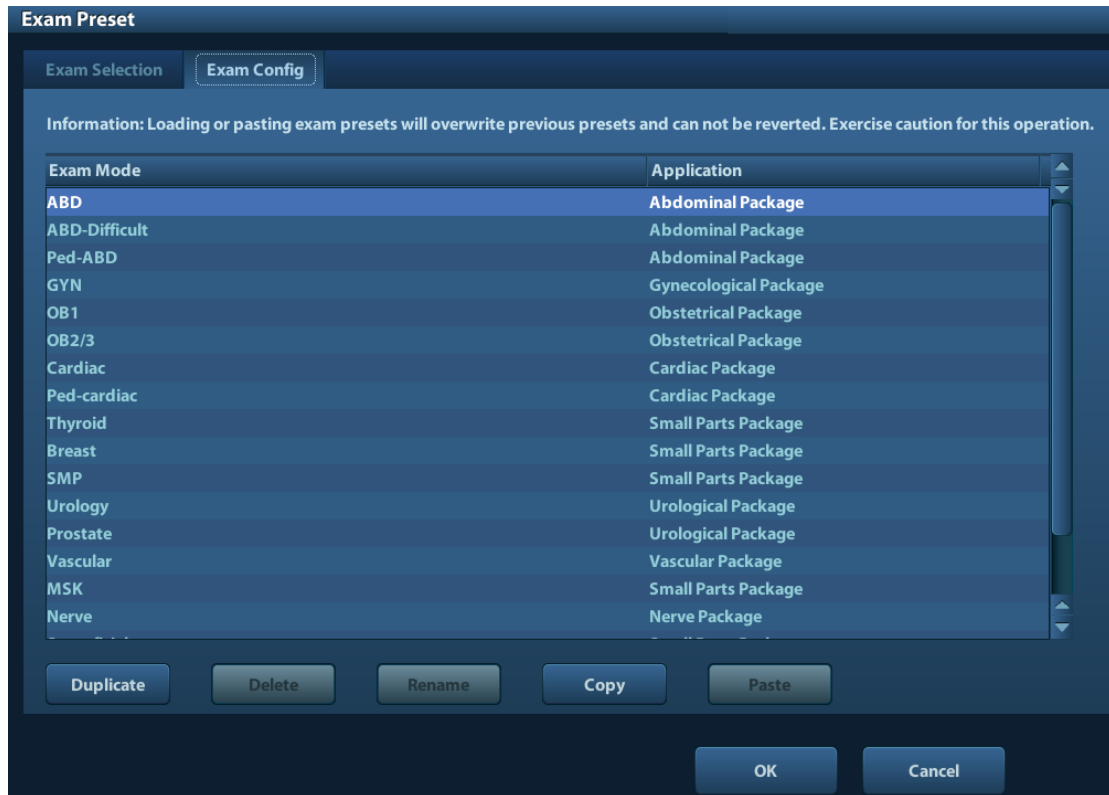 Exam Preset
Exam Selection Exam Config
Information: Loading or pasting exam presets will overwrite previous presets and can not be reverted. Exercise caution for this operation.
Exam Mode Application
ABD Abdominal Package
ABD-Difficult Abdominal Package
Ped-ABD Abdominal Package
GYN Gynecological Package
OB1 Obstetrical Package
OB2/3 Obstetrical Package
Cardiac Cardiac Package
Ped-cardiac Cardiac Package
Thyroid Small Parts Package
Breast Small Parts Package
SMP Small Parts Package
Urology Urological Package
Prostate Urological Package
Vascular Vascular Package
MSK Small Parts Package
Nerve Nerve Package
Duplicate Delete Rename Copy Paste
OK Cancel